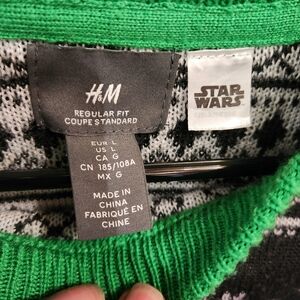 H&M
REGULAR FIT
COUPE STANDARD
EUR L
US L
CA G
CN 185/108A
MX G
MADE IN
CHINA
FABRIQUÉ EN
CHINE
STAR
WARS